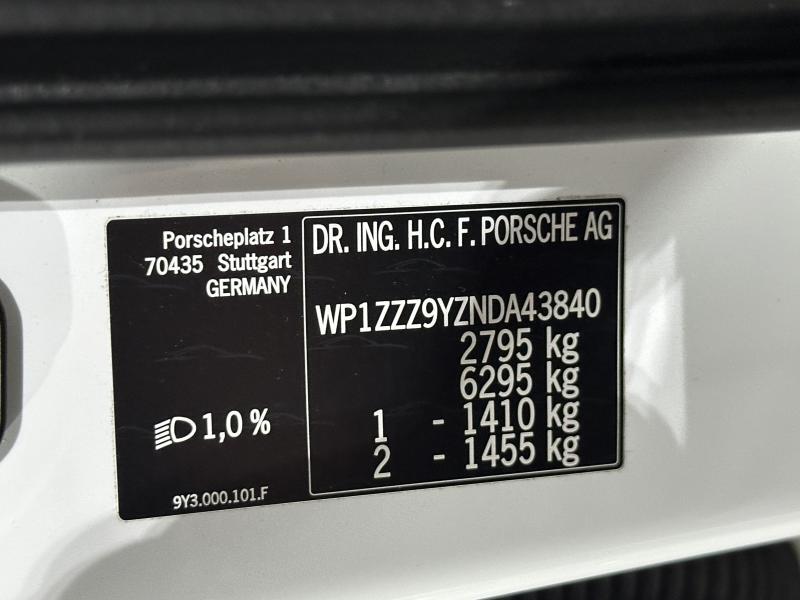 Porscheplatz 1
70435 Stuttgart
GERMANY
1,0 %
9Y3.000.101.F
DR. ING. H.C. F. PORSCHE AG
WP1ZZZ9YZNDA43840
2795 kg
6295 kg
1 - 1410 kg
2 - 1455 kg